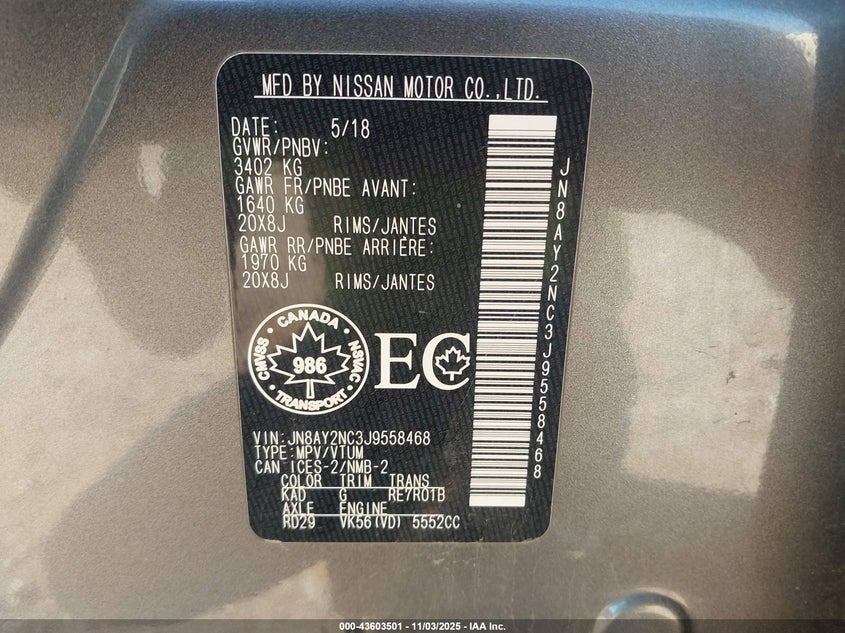 MFD BY NISSAN MOTOR CO.,LTD.
DATE: 5/18
GVWR/PNBV:
3402 KG
GAWR FR/PNBE AVANT:
1640 KG
20X8J RIMS/JANTES
GAWR RR/PNBE ARRIÈRE:
1970 KG
20X8J RIMS/JANTES
CANADA
CMVSS 986 NSVAC
TRANSPORT
EC
VIN:JN8AY2NC3J9558468
TYPE:MPV/VTUM
CAN ICES-2/NMB-2
COLOR TRIM TRANS
KAD G RE7R01B
AXLE ENGINE
RD29 VK56(VD) 5552CC
JN8AY2NC3J9558468
000-43603501 - 11/03/2025 - IAA Inc.